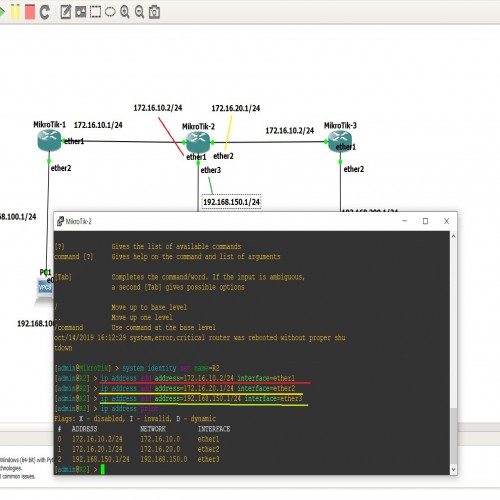 172.16.10.2/24
172.16.20.1/24
MikroTik-1
172.16.10.1/24
MikroTik-2
172.16.10.2/24
MikroTik-3
ether1
ether1
ether2
ether1
ether2
ether3
ether2
192.168.150.1/24
68.100.1/24
192.168.200.1/24
MikroTik-2
PC1
e0
VPCS
192.168.100
[?] Gives the list of available commands
command [?] Gives help on the command and list of arguments
[Tab] Completes the command/word. If the input is ambiguous,
a second [Tab] gives possible options
/ Move up to base level
.. Move up one level
/command Use command at the base level
oct/14/2019 16:12:29 system,error,critical router was rebooted without proper shu
tdown
[admin@MikroTik] > system identity set name=R2
[admin@R2] > ip address add address=172.16.10.2/24 interface=ether1
[admin@R2] > ip address add address=172.16.20.1/24 interface=ether2
[admin@R2] > ip address add address=192.168.150.1/24 interface=ether3
[admin@R2] > ip address print
Flags: X - disabled, I - invalid, D - dynamic
# ADDRESS NETWORK INTERFACE
0 172.16.10.2/24 172.16.10.0 ether1
1 172.16.20.1/24 172.16.20.0 ether2
2 192.168.150.1/24 192.168.150.0 ether3
[admin@R2] >
Windows (64-bit) with Py
chnologies.
t common issues.